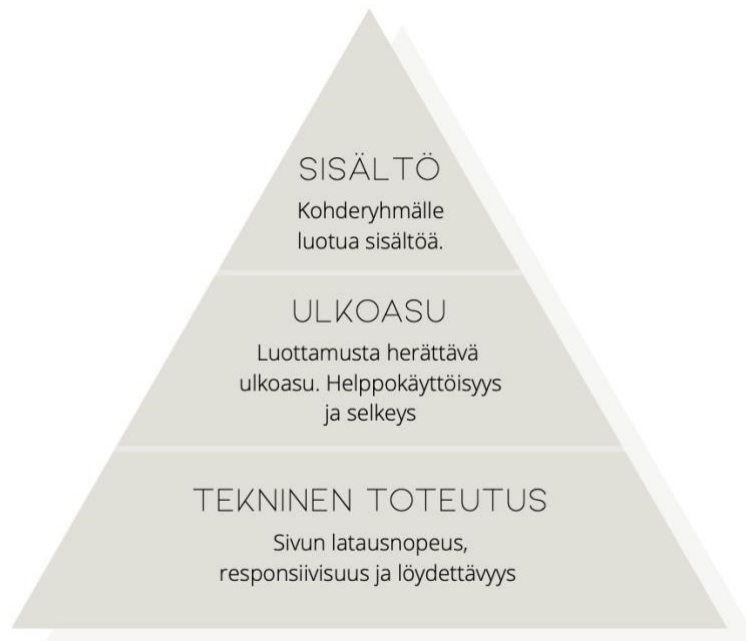 SISÄLTÖ
Kohderyhmälle
luotua sisältöä.
ULKOASU
Luottamusta herättävä
ulkoasu. Helppokäyttöisyys
ja selkeys
TEKNINEN TOTEUTUS
Sivun latausnopeus,
responsiivisuus ja löydettävyys